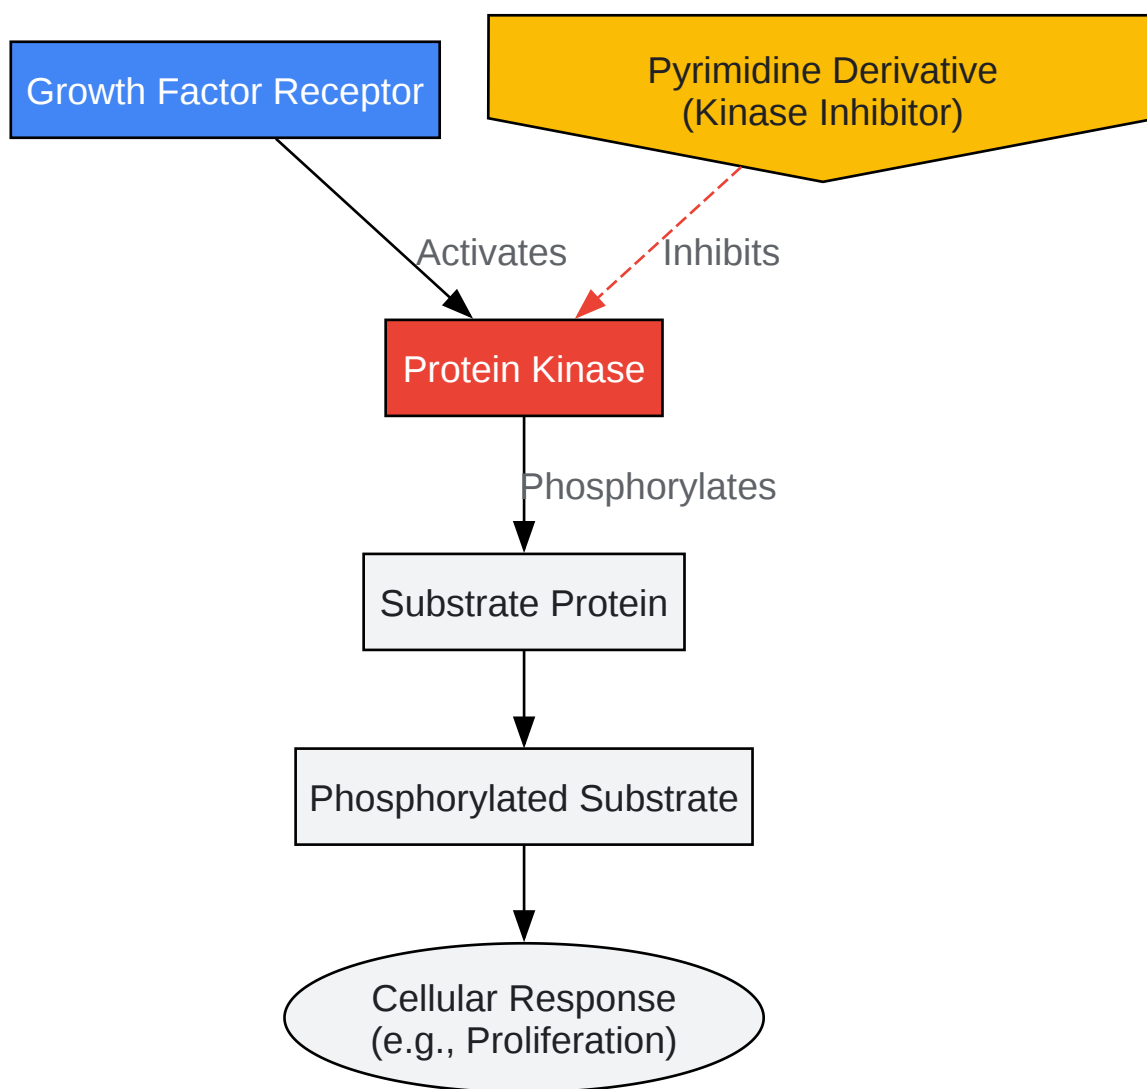 Growth Factor Receptor
Pyrimidine Derivative
(Kinase Inhibitor)
Activates
Inhibits
Protein Kinase
Phosphorylates
Substrate Protein
Phosphorylated Substrate
Cellular Response
(e.g., Proliferation)